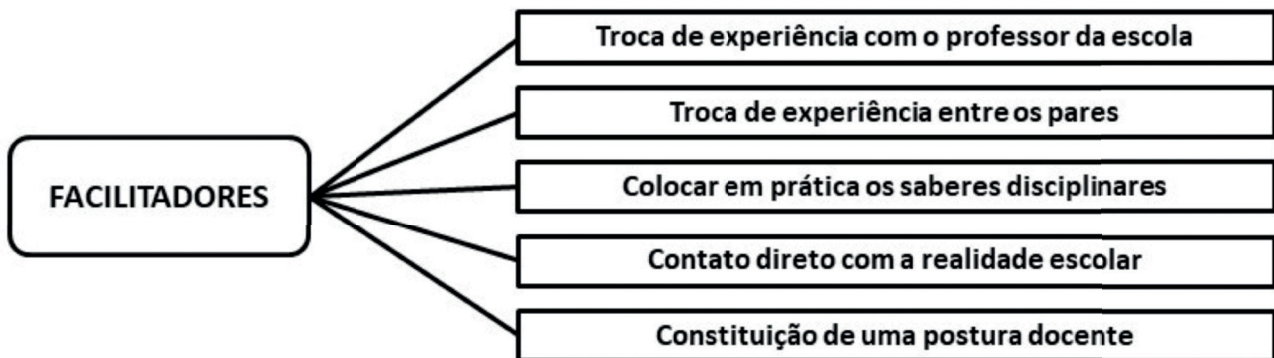 FACILITADORES
Troca de experiência com o professor da escola
Troca de experiência entre os pares
Colocar em prática os saberes disciplinares
Contato direto com a realidade escolar
Constituição de uma postura docente